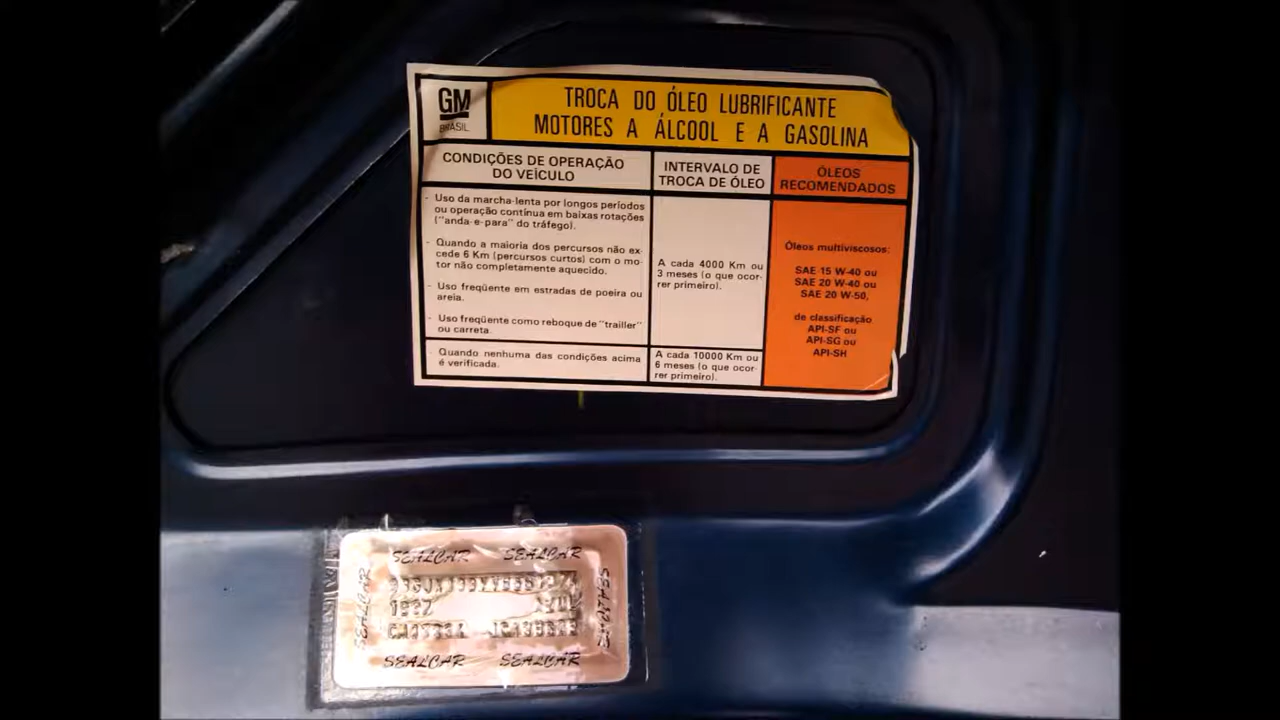 GM
BRASIL
TROCA DO ÓLEO LUBRIFICANTE
MOTORES A ÁLCOOL E A GASOLINA
CONDIÇÕES DE OPERAÇÃO
DO VEÍCULO
INTERVALO DE
TROCA DE ÓLEO
ÓLEOS
RECOMENDADOS
- Uso da marcha-lenta por longos períodos
ou operação contínua em baixas rotações
("anda-e-para" do tráfego).
- Quando a maioria dos percursos não ex-
cede 6 Km (percursos curtos) com o mo-
tor não completamente aquecido.
- Uso freqüente em estradas de poeira ou
areia.
- Uso freqüente como reboque de "trailler"
ou carreta.
A cada 4000 Km ou
3 meses (o que ocor-
rer primeiro).
- Quando nenhuma das condições acima
é verificada.
A cada 10000 Km ou
6 meses (o que ocor-
rer primeiro).
Óleos multiviscosos:
SAE 15 W-40 ou
SAE 20 W-40 ou
SAE 20 W-50,
de classificação
API-SF ou
API-SG ou
API-SH
SEALCAR SEALCAR
SEALCAR
SEALCAR
SEALCAR SEALCAR